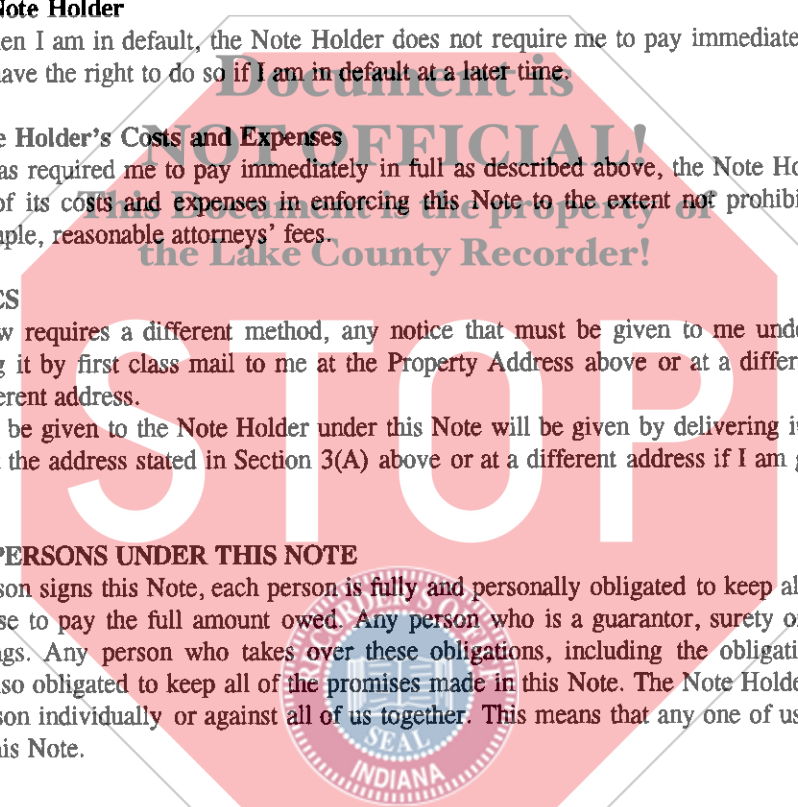 Note Holder
en I am in default, the Note Holder does not require me to pay immediate
ave the right to do so if I am in default at a later time.
Document is
e Holder's Costs and Expenses
NOT OFFICIAL!
as required me to pay immediately in full as described above, the Note Ho
of its costs and expenses in enforcing this Note to the extent not prohibi
This Document is the property of
ple, reasonable attorneys' fees.
the Lake County Recorder!
CS
w requires a different method, any notice that must be given to me unde
g it by first class mail to me at the Property Address above or at a differ
erent address.
be given to the Note Holder under this Note will be given by delivering i
the address stated in Section 3(A) above or at a different address if I am g
STOP
PERSONS UNDER THIS NOTE
son signs this Note, each person is fully and personally obligated to keep al
se to pay the full amount owed. Any person who is a guarantor, surety o
ngs. Any person who takes over these obligations, including the obligati
so obligated to keep all of the promises made in this Note. The Note Holde
son individually or against all of us together. This means that any one of us
his Note.
RECORDER'S OFFICE
SEAL
INDIANA